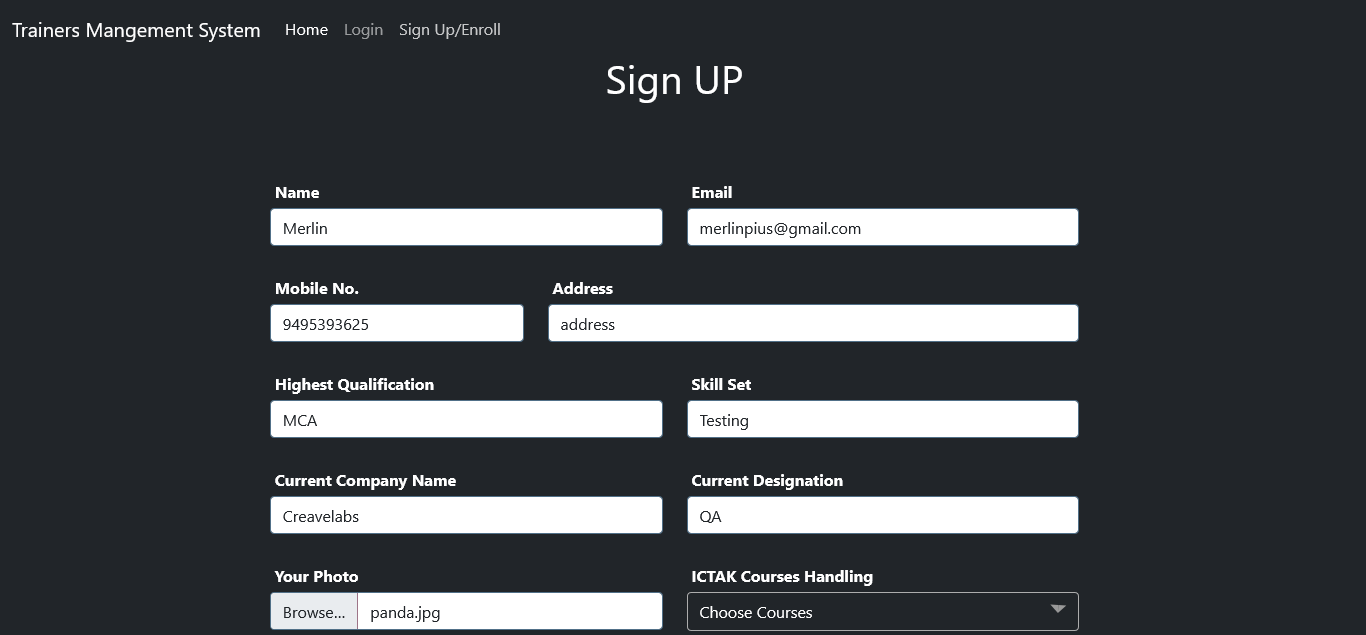 Trainers Mangement System Home Login Sign Up/Enroll
Sign UP
Name Email
Merlin merlinpius@gmail.com
Mobile No. Address
9495393625 address
Highest Qualification Skill Set
MCA Testing
Current Company Name Current Designation
Creavelabs QA
Your Photo ICTAK Courses Handling
Browse... panda.jpg Choose Courses